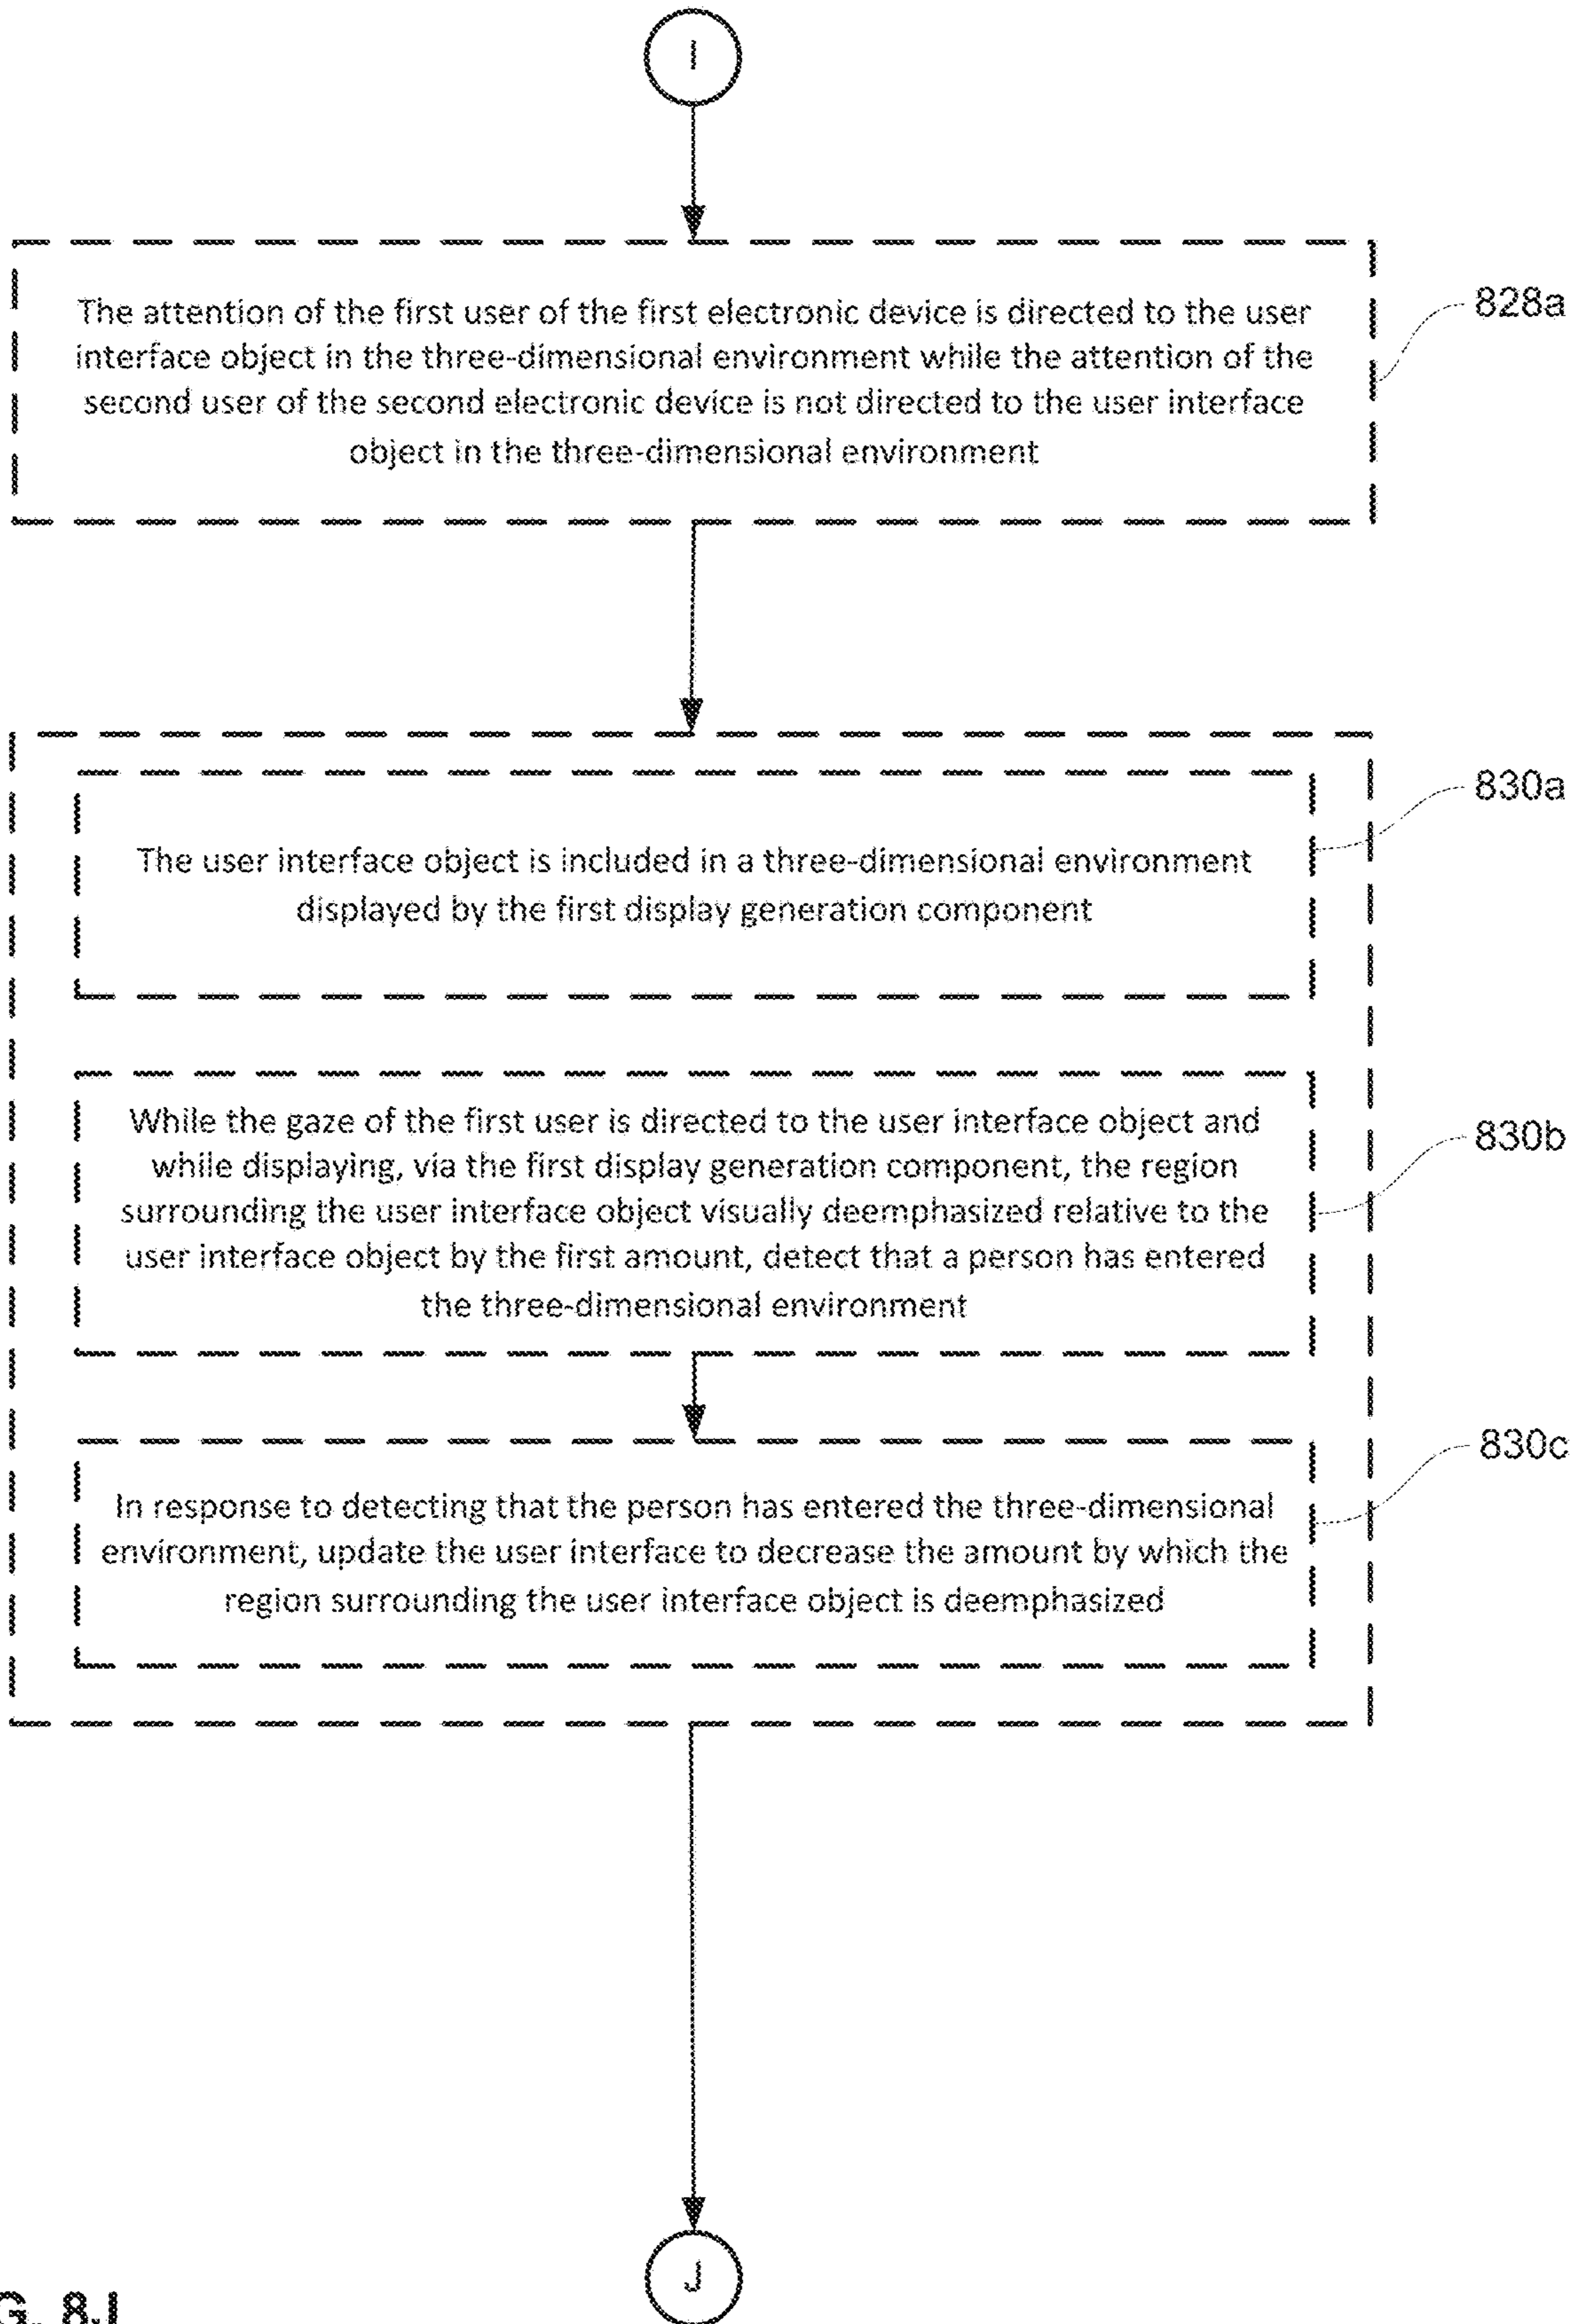 I
The attention of the first user of the first electronic device is directed to the user
interface object in the three-dimensional environment while the attention of the
second user of the second electronic device is not directed to the user interface
object in the three-dimensional environment
828a
830a
The user interface object is included in a three-dimensional environment
displayed by the first display generation component
While the gaze of the first user is directed to the user interface object and
while displaying, via the first display generation component, the region
surrounding the user interface object visually deemphasized relative to the
user interface object by the first amount, detect that a person has entered
the three-dimensional environment
830b
830c
In response to detecting that the person has entered the three-dimensional
environment, update the user interface to decrease the amount by which the
region surrounding the user interface object is deemphasized
J
G. 8J